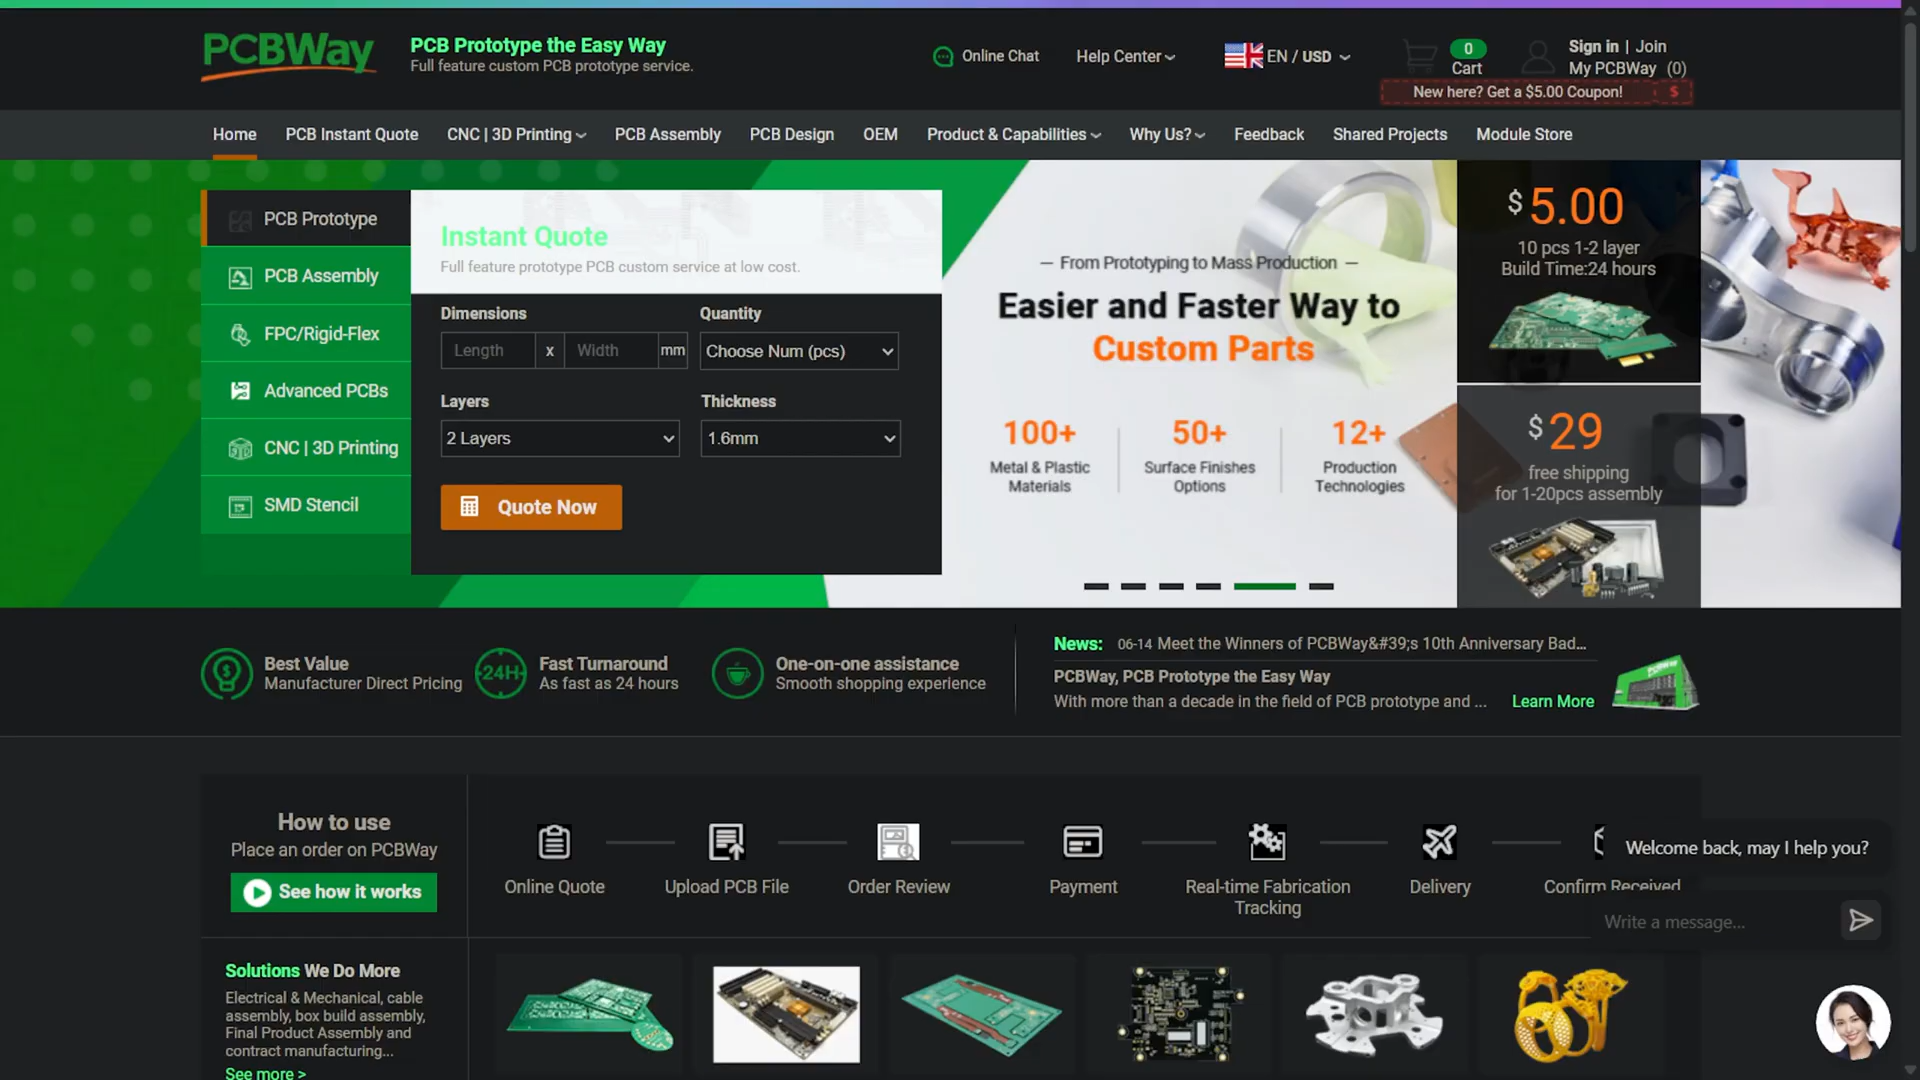 PCBWay
PCB Prototype the Easy Way
Full feature custom PCB prototype service.
Online Chat
Help Center
EN / USD
0
Cart
Sign in | Join
My PCBWay (0)
New here? Get a $5.00 Coupon!
$
Home
PCB Instant Quote
CNC | 3D Printing
PCB Assembly
PCB Design
OEM
Product & Capabilities
Why Us?
Feedback
Shared Projects
Module Store
PCB Prototype
PCB Assembly
FPC/Rigid-Flex
Advanced PCBs
CNC | 3D Printing
SMD Stencil
Instant Quote
Full feature prototype PCB custom service at low cost.
Dimensions
Quantity
Length x Width mm
Choose Num (pcs)
Layers
Thickness
2 Layers
1.6mm
Quote Now
— From Prototyping to Mass Production —
Easier and Faster Way to
Custom Parts
100+
Metal & Plastic
Materials
50+
Surface Finishes
Options
12+
Production
Technologies
$5.00
10 pcs 1-2 layer
Build Time:24 hours
$29
free shipping
for 1-20pcs assembly
Best Value
Manufacturer Direct Pricing
24H
Fast Turnaround
As fast as 24 hours
One-on-one assistance
Smooth shopping experience
News: 06-14 Meet the Winners of PCBWay&#39;s 10th Anniversary Bad...
PCBWay, PCB Prototype the Easy Way
With more than a decade in the field of PCB prototype and ... Learn More
How to use
Place an order on PCBWay
See how it works
Online Quote
Upload PCB File
Order Review
Payment
Real-time Fabrication
Tracking
Delivery
Confirm Received
Welcome back, may I help you?
Write a message...
Solutions We Do More
Electrical & Mechanical, cable
assembly, box build assembly,
Final Product Assembly and
contract manufacturing...
See more >